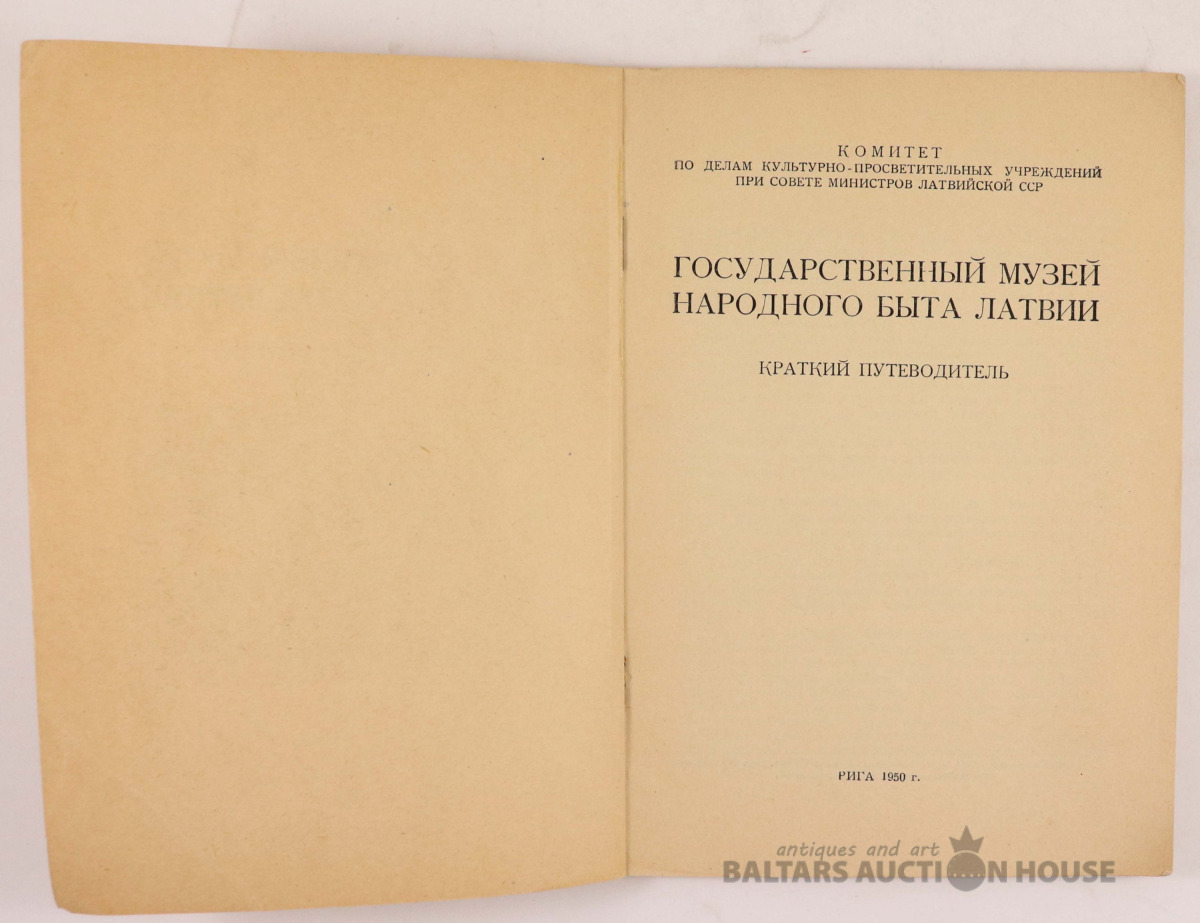 КОМИТЕТ
ПО ДЕЛАМ КУЛЬТУРНО-ПРОСВЕТИТЕЛЬНЫХ УЧРЕЖДЕНИЙ
ПРИ СОВЕТЕ МИНИСТРОВ ЛАТВИЙСКОЙ ССР
ГОСУДАРСТВЕННЫЙ МУЗЕЙ
НАРОДНОГО БЫТА ЛАТВИИ
КРАТКИЙ ПУТЕВОДИТЕЛЬ
РИГА 1950 г.
antiques and art
BALTARS AUCTION HOUSE